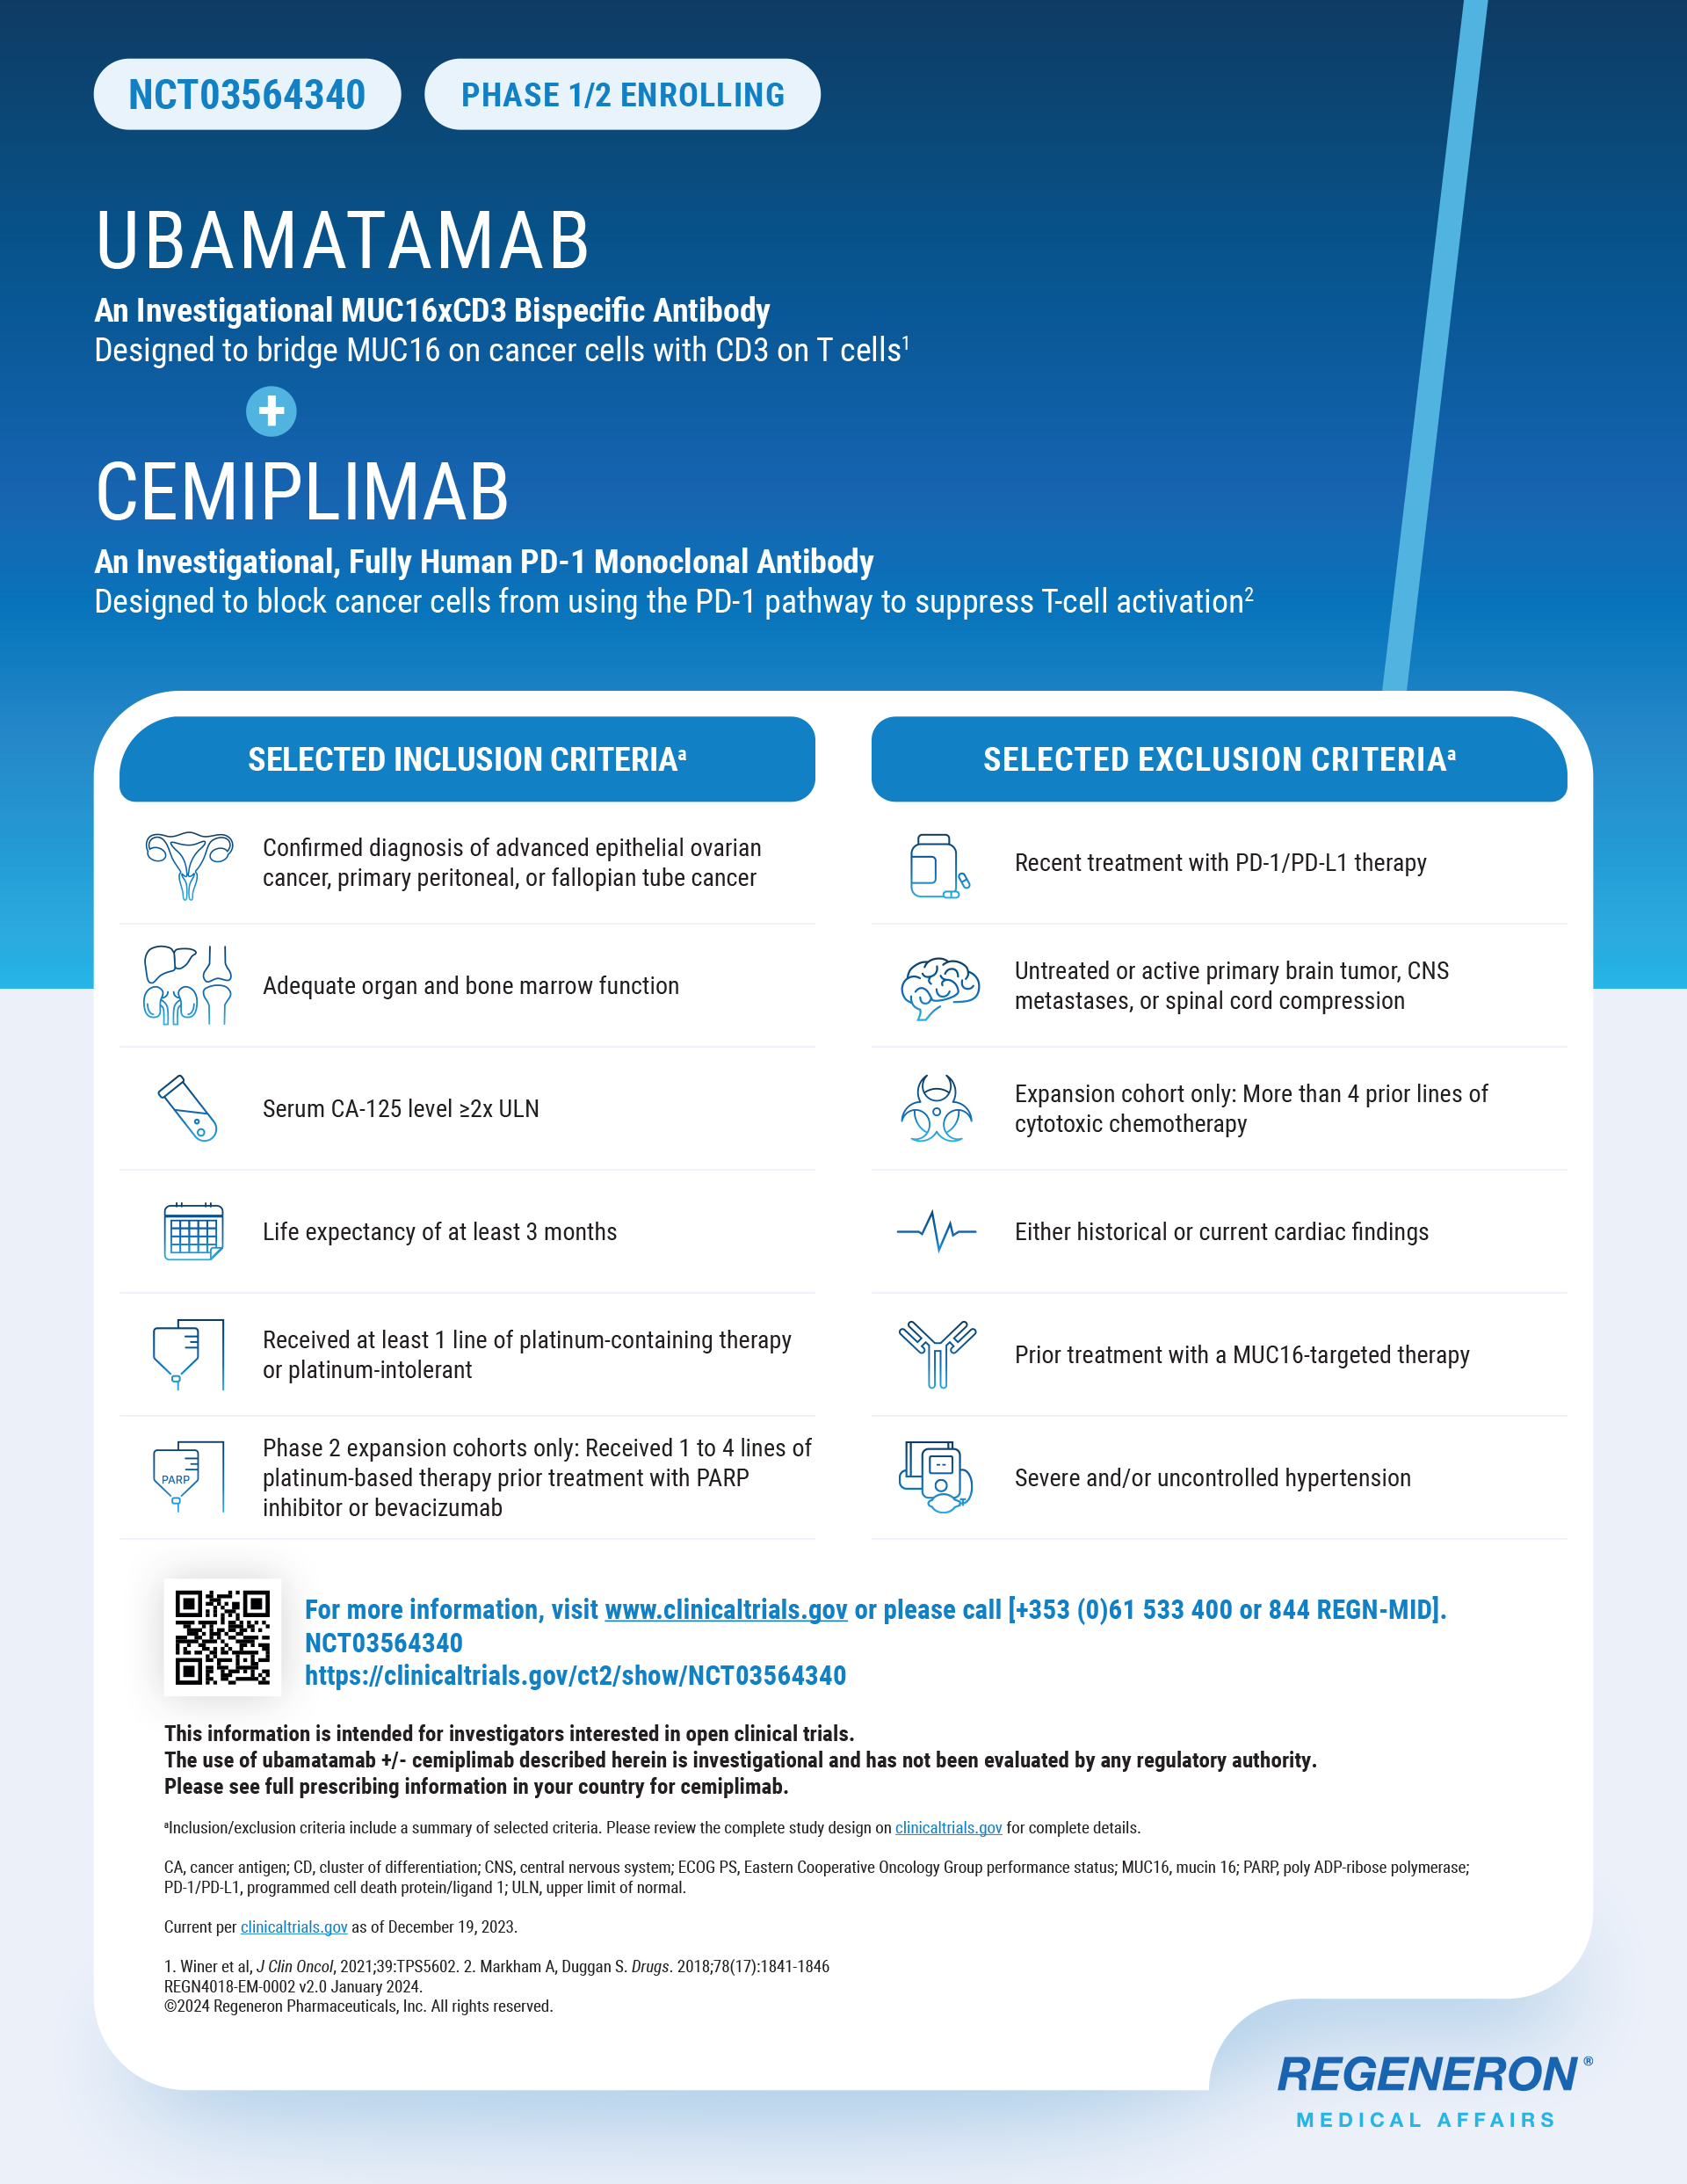 NCT03564340
PHASE 1/2 ENROLLING
UBAMATAMAB
An Investigational MUC16xCD3 Bispecific Antibody
Designed to bridge MUC16 on cancer cells with CD3 on T cells1
+
CEMIPLIMAB
An Investigational, Fully Human PD-1 Monoclonal Antibody
Designed to block cancer cells from using the PD-1 pathway to suppress T-cell activation2
SELECTED INCLUSION CRITERIAa
Confirmed diagnosis of advanced epithelial ovarian
cancer, primary peritoneal, or fallopian tube cancer
Adequate organ and bone marrow function
Serum CA-125 level ≥2x ULN
Life expectancy of at least 3 months
Received at least 1 line of platinum-containing therapy
or platinum-intolerant
PARP
Phase 2 expansion cohorts only: Received 1 to 4 lines of
platinum-based therapy prior treatment with PARP
inhibitor or bevacizumab
SELECTED EXCLUSION CRITERIAa
Recent treatment with PD-1/PD-L1 therapy
Untreated or active primary brain tumor, CNS
metastases, or spinal cord compression
Expansion cohort only: More than 4 prior lines of
cytotoxic chemotherapy
Either historical or current cardiac findings
Prior treatment with a MUC16-targeted therapy
Severe and/or uncontrolled hypertension
For more information, visit www.clinicaltrials.gov or please call [+353 (0)61 533 400 or 844 REGN-MID].
NCT03564340
https://clinicaltrials.gov/ct2/show/NCT03564340
This information is intended for investigators interested in open clinical trials.
The use of ubamatamab +/- cemiplimab described herein is investigational and has not been evaluated by any regulatory authority.
Please see full prescribing information in your country for cemiplimab.
aInclusion/exclusion criteria include a summary of selected criteria. Please review the complete study design on clinicaltrials.gov for complete details.
CA, cancer antigen; CD, cluster of differentiation; CNS, central nervous system; ECOG PS, Eastern Cooperative Oncology Group performance status; MUC16, mucin 16; PARP, poly ADP-ribose polymerase;
PD-1/PD-L1, programmed cell death protein/ligand 1; ULN, upper limit of normal.
Current per clinicaltrials.gov as of December 19, 2023.
1. Winer et al, J Clin Oncol, 2021;39:TPS5602. 2. Markham A, Duggan S. Drugs. 2018;78(17):1841-1846
REGN4018-EM-0002 v2.0 January 2024.
©2024 Regeneron Pharmaceuticals, Inc. All rights reserved.
REGENERON®
MEDICAL AFFAIRS